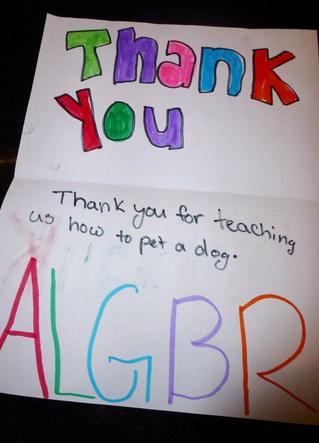 Thank
You
Thank you for teaching
us how to pet a dog.
ALGBR